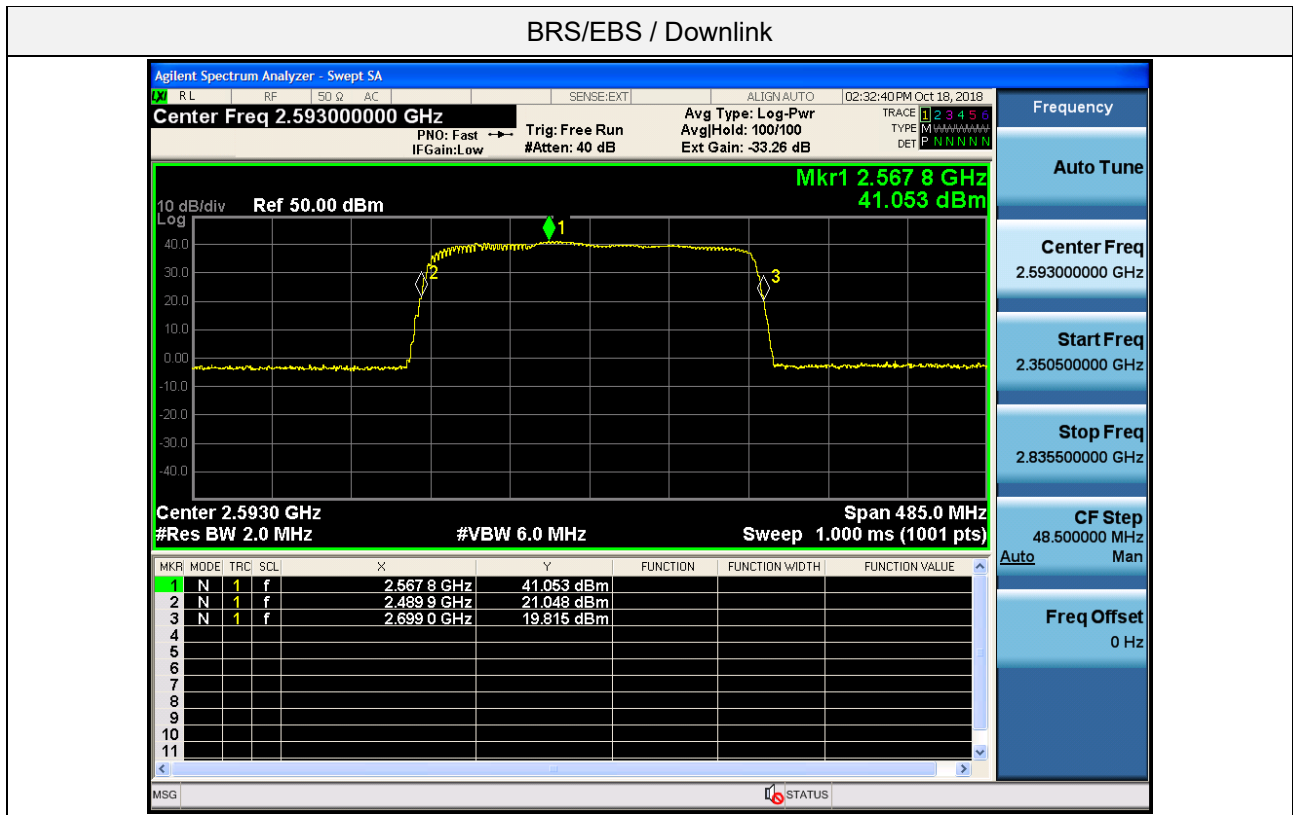 BRS/EBS / Downlink
Agilent Spectrum Analyzer - Swept SA
LXI RL RF 50 Ω AC SENSE:EXT ALIGN AUTO 02:32:40 PM Oct 18, 2018
Center Freq 2.593000000 GHz
PNO: Fast
IFGain:Low
Trig: Free Run
#Atten: 40 dB
Avg Type: Log-Pwr
Avg|Hold: 100/100
Ext Gain: -33.26 dB
TRACE 1 2 3 4 5 6
TYPE M WWWWW
DET P N N N N N
Mkr1 2.567 8 GHz
41.053 dBm
10 dB/div Ref 50.00 dBm
Log
40.0
30.0
20.0
10.0
0.00
-10.0
-20.0
-30.0
-40.0
1
2
3
Center 2.5930 GHz Span 485.0 MHz
#Res BW 2.0 MHz #VBW 6.0 MHz Sweep 1.000 ms (1001 pts)
MKR MODE TRC SCL X Y FUNCTION FUNCTION WIDTH FUNCTION VALUE
1 N 1 f 2.567 8 GHz 41.053 dBm
2 N 1 f 2.489 9 GHz 21.048 dBm
3 N 1 f 2.699 0 GHz 19.815 dBm
4
5
6
7
8
9
10
11
MSG STATUS
Frequency
Auto Tune
Center Freq
2.593000000 GHz
Start Freq
2.350500000 GHz
Stop Freq
2.835500000 GHz
CF Step
48.500000 MHz
Auto Man
Freq Offset
0 Hz